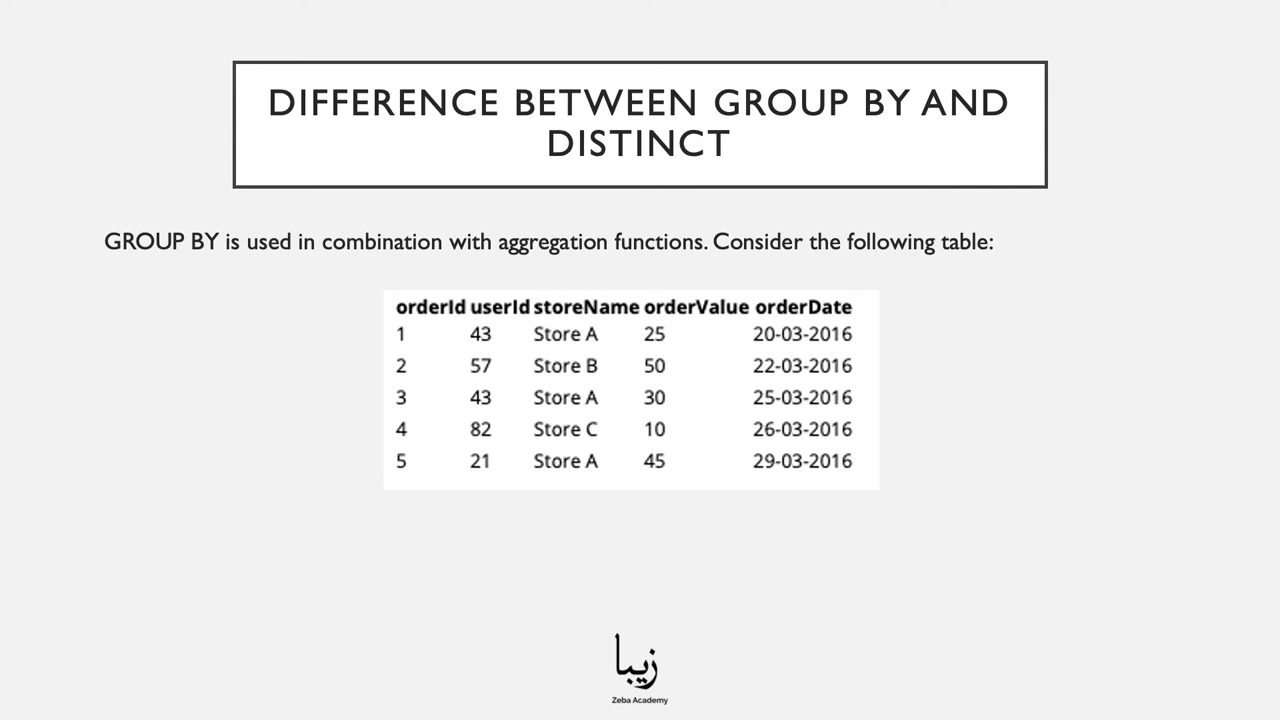 DIFFERENCE BETWEEN GROUP BY AND
DISTINCT
GROUP BY is used in combination with aggregation functions. Consider the following table:
orderId userId storeName orderValue orderDate
1 43 Store A 25 20-03-2016
2 57 Store B 50 22-03-2016
3 43 Store A 30 25-03-2016
4 82 Store C 10 26-03-2016
5 21 Store A 45 29-03-2016
زيبا
Zeba Academy